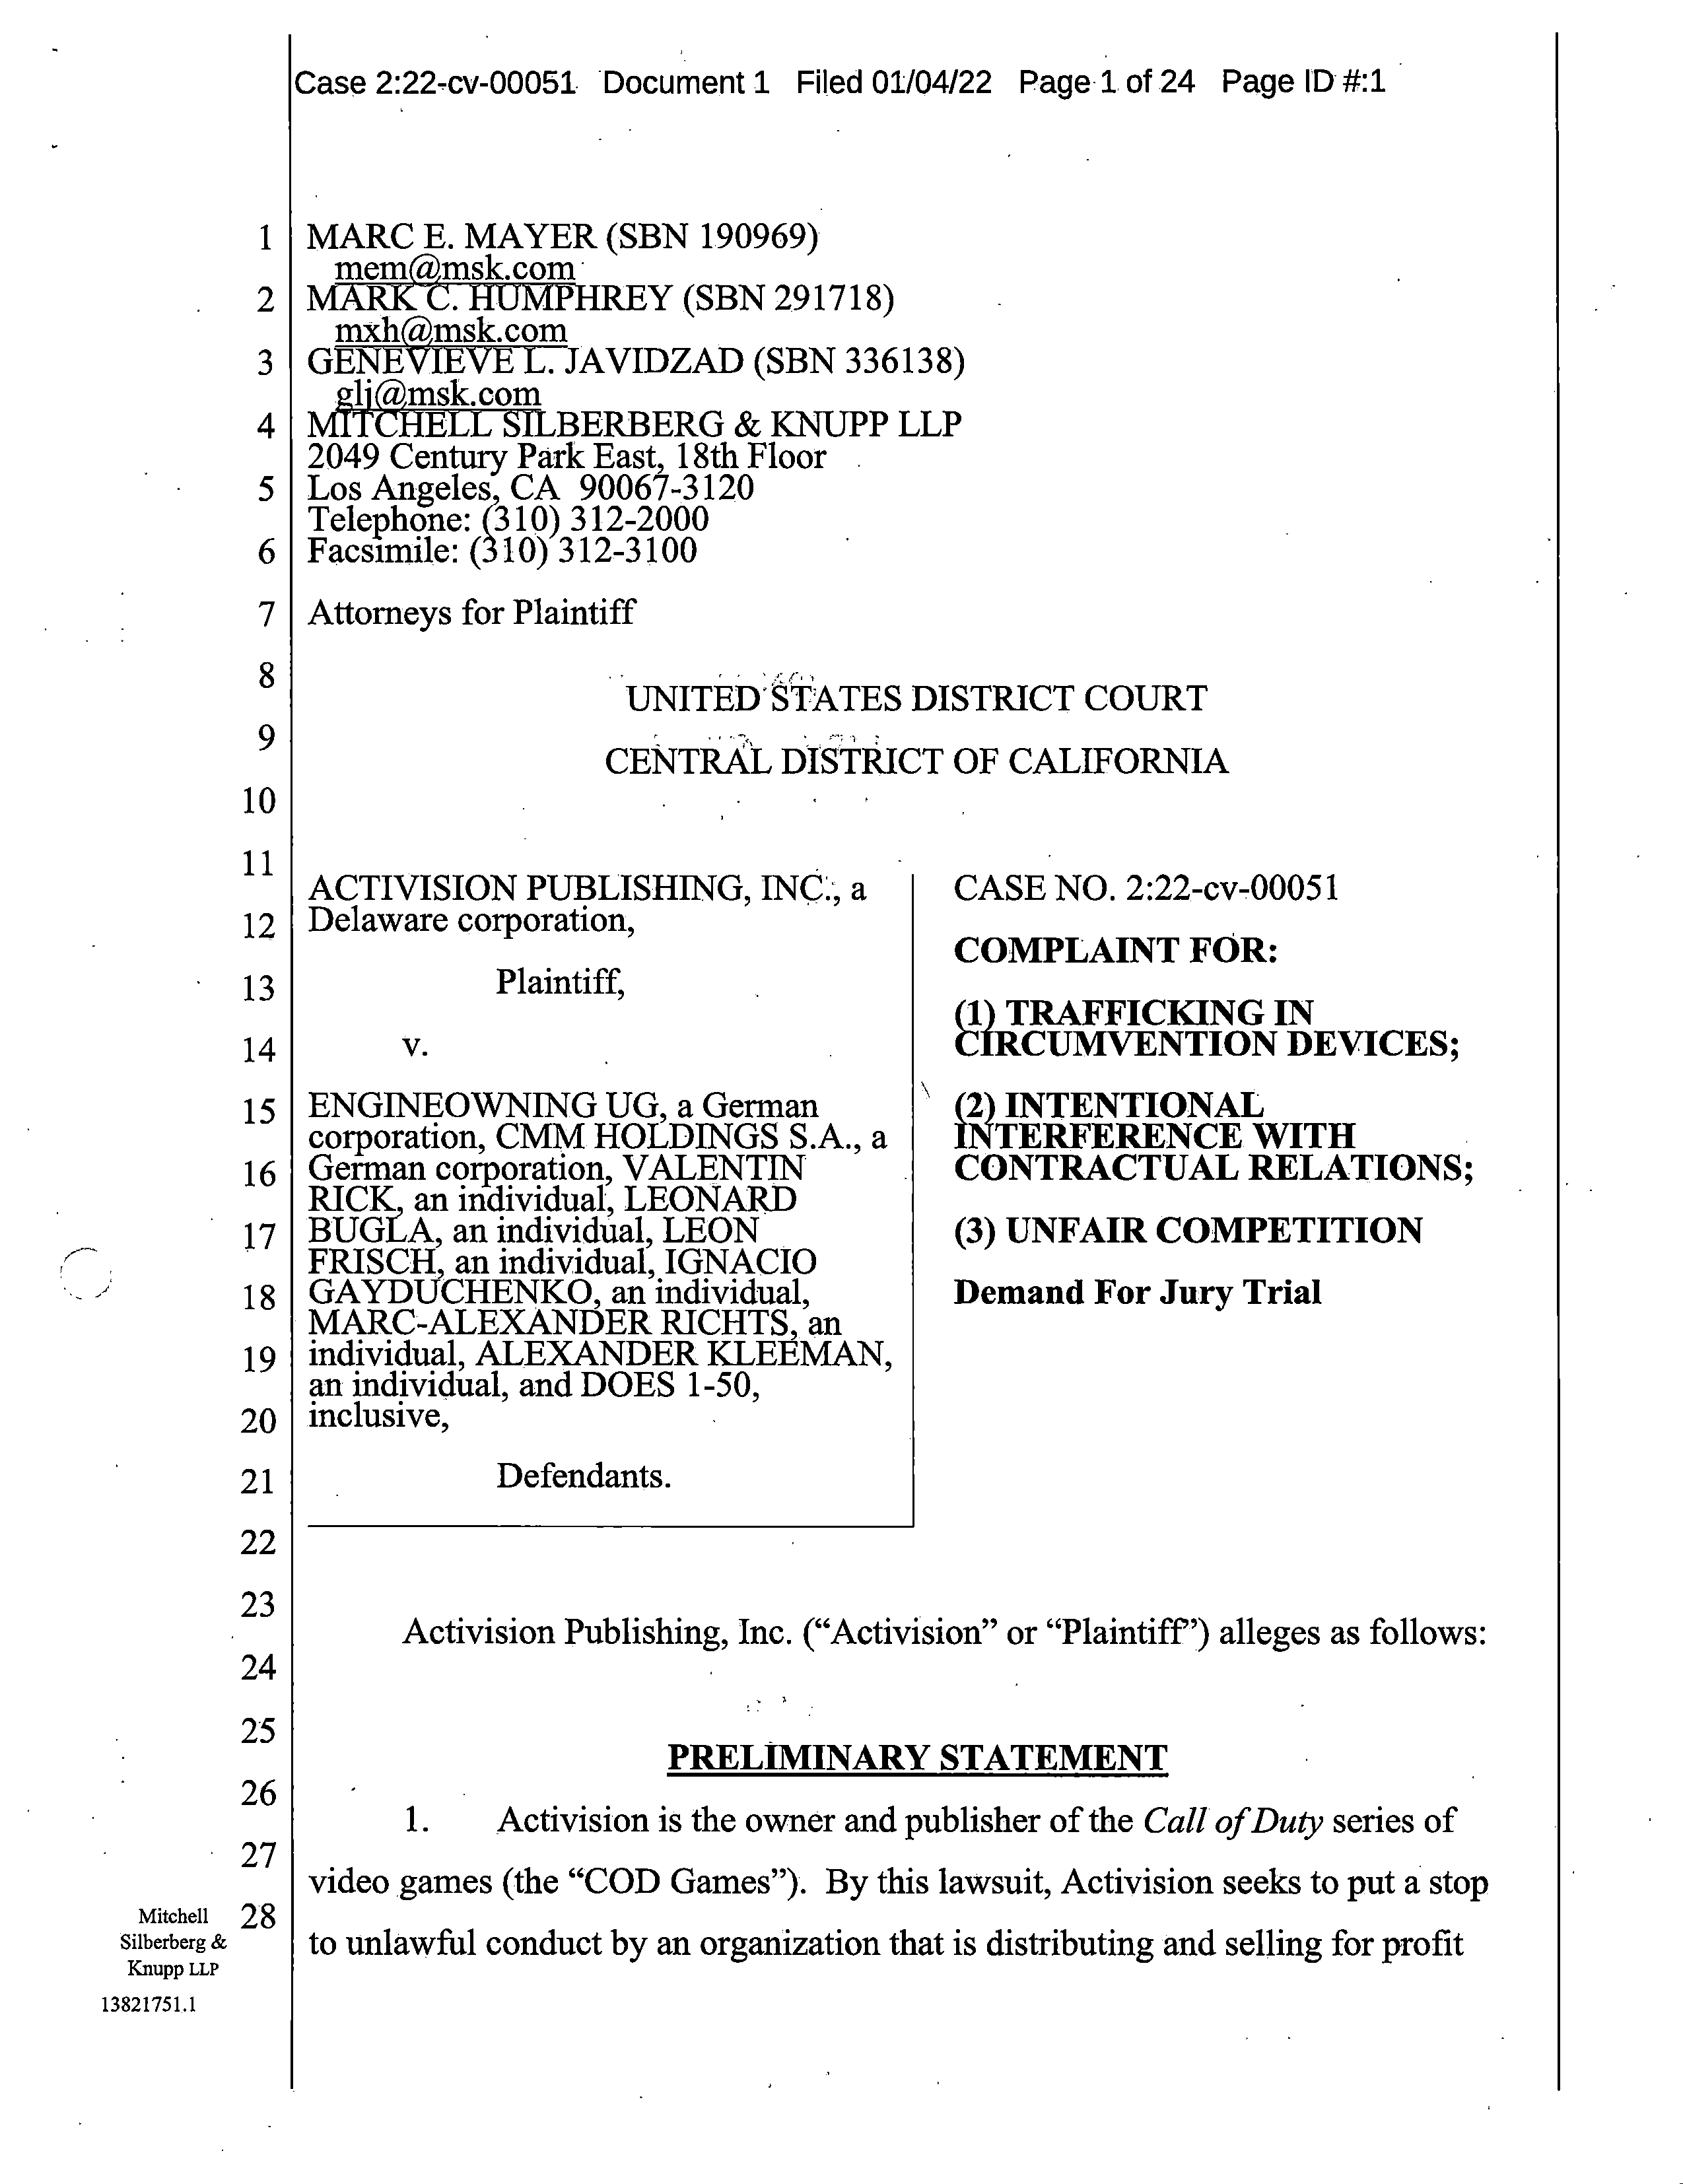 Case 2:22-cv-00051 Document 1 Filed 01/04/22 Page 1 of 24 Page ID #:1
1 MARC E. MAYER (SBN 190969)
mem@msk.com
2 MARK C. HUMPHREY (SBN 291718)
mxh@msk.com
3 GENEVIEVE L. JAVIDZAD (SBN 336138)
glj@msk.com
4 MITCHELL SILBERBERG & KNUPP LLP
2049 Century Park East, 18th Floor
5 Los Angeles, CA 90067-3120
Telephone: (310) 312-2000
6 Facsimile: (310) 312-3100
7 Attorneys for Plaintiff
8
UNITED STATES DISTRICT COURT
9
CENTRAL DISTRICT OF CALIFORNIA
10
11
ACTIVISION PUBLISHING, INC., a
12 Delaware corporation,
13 Plaintiff,
14 v.
15 ENGINEOWNING UG, a German
corporation, CMM HOLDINGS S.A., a
16 German corporation, VALENTIN
RICK, an individual, LEONARD
17 BUGLA, an individual, LEON
FRISCH, an individual, IGNACIO
18 GAYDUCHENKO, an individual,
MARC-ALEXANDER RICHTS, an
19 individual, ALEXANDER KLEEMAN,
an individual, and DOES 1-50,
20 inclusive,
21 Defendants.
22
CASE NO. 2:22-cv-00051
COMPLAINT FOR:
(1) TRAFFICKING IN
CIRCUMVENTION DEVICES;
(2) INTENTIONAL
INTERFERENCE WITH
CONTRACTUAL RELATIONS;
(3) UNFAIR COMPETITION
Demand For Jury Trial
23
Activision Publishing, Inc. (“Activision” or “Plaintiff”) alleges as follows:
24
25
PRELIMINARY STATEMENT
26
1. Activision is the owner and publisher of the Call of Duty series of
27
video games (the “COD Games”). By this lawsuit, Activision seeks to put a stop
28
to unlawful conduct by an organization that is distributing and selling for profit
Mitchell
Silberberg &
Knupp LLP
13821751.1